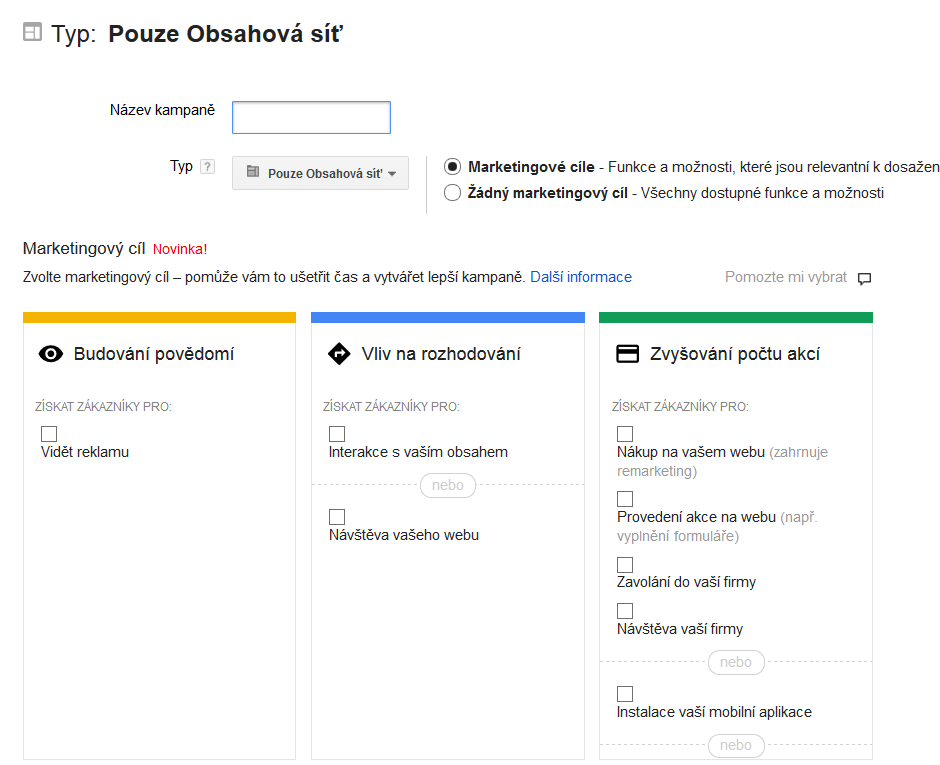 Typ: Pouze Obsahová síť
Název kampaně
Typ ?
Pouze Obsahová síť
Marketingové cíle - Funkce a možnosti, které jsou relevantní k dosažen
Žádný marketingový cíl - Všechny dostupné funkce a možnosti
Marketingový cíl Novinka!
Zvolte marketingový cíl – pomůže vám to ušetřit čas a vytvářet lepší kampaně. Další informace
Pomozte mi vybrat
Budování povědomí
ZÍSKAT ZÁKAZNÍKY PRO:
Vidět reklamu
Vliv na rozhodování
ZÍSKAT ZÁKAZNÍKY PRO:
Interakce s vaším obsahem
nebo
Návštěva vašeho webu
Zvyšování počtu akcí
ZÍSKAT ZÁKAZNÍKY PRO:
Nákup na vašem webu (zahrnuje
remarketing)
Provedení akce na webu (např.
vyplnění formuláře)
Zavolání do vaší firmy
Návštěva vaší firmy
nebo
Instalace vaší mobilní aplikace
nebo